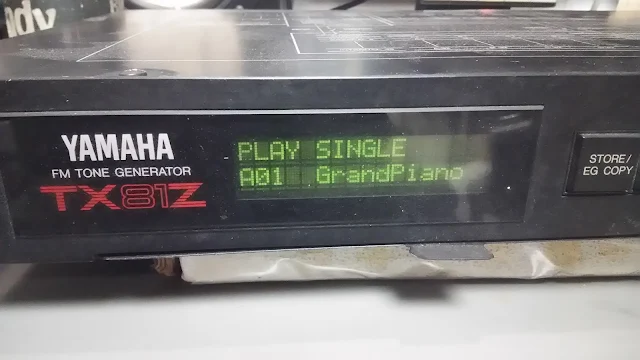 YAMAHA
FM TONE GENERATOR
TX81Z
PLAY SINGLE
A01 GrandPiano
STORE/
EG COPY